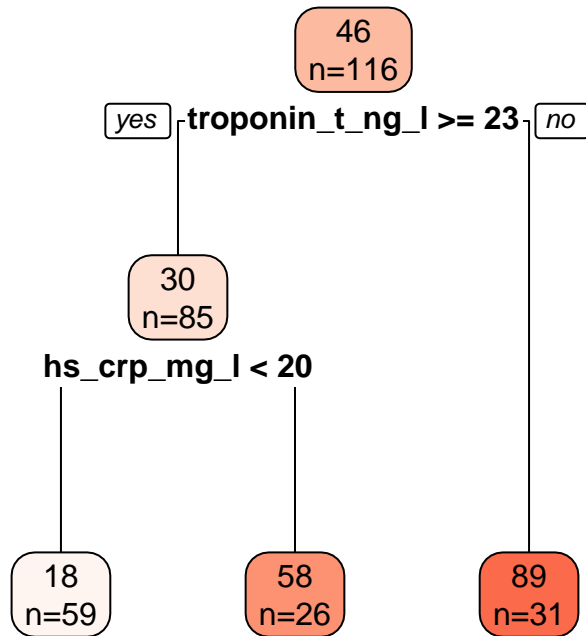 46
n=116
yes
troponin_t_ng_l >= 23
no
30
n=85
hs_crp_mg_l < 20
18
n=59
58
n=26
89
n=31